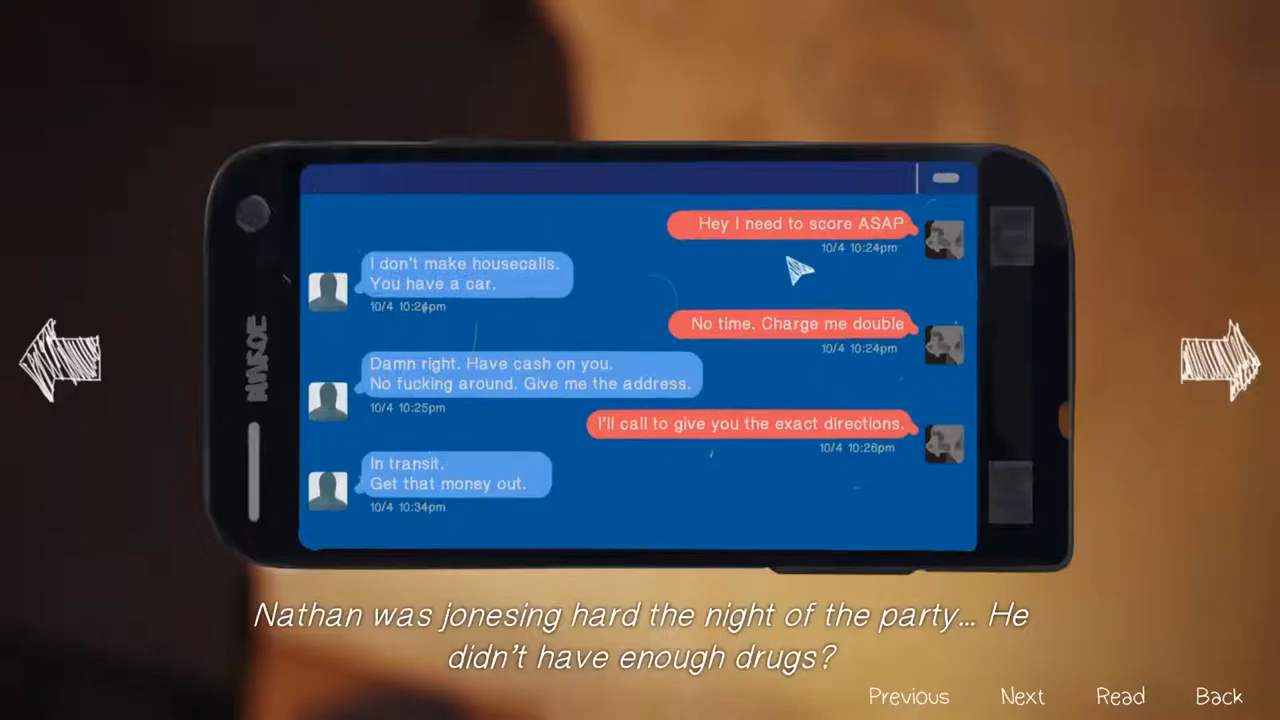 Hey I need to score ASAP
10/4 10:24pm
I don't make housecalls.
You have a car.
10/4 10:24pm
No time. Charge me double
10/4 10:24pm
Damn right. Have cash on you.
No fucking around. Give me the address.
10/4 10:25pm
I'll call to give you the exact directions.
10/4 10:26pm
In transit.
Get that money out.
10/4 10:34pm
Nathan was jonesing hard the night of the party... He
didn't have enough drugs?
Previous Next Read Back